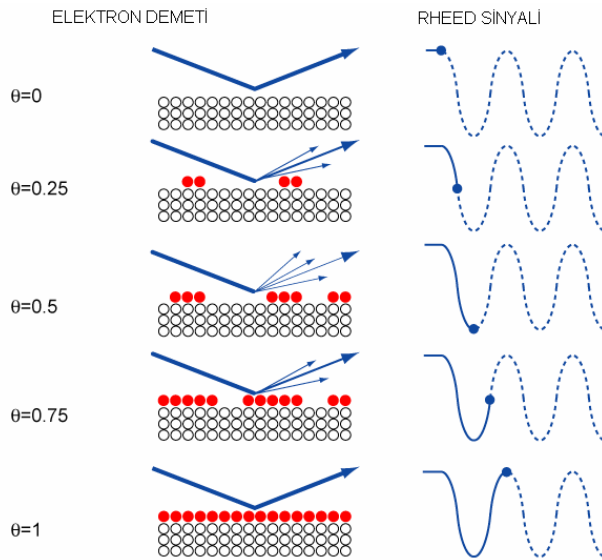 ELEKTRON DEMETİ
RHEED SİNYALİ
θ=0
θ=0.25
θ=0.5
θ=0.75
θ=1